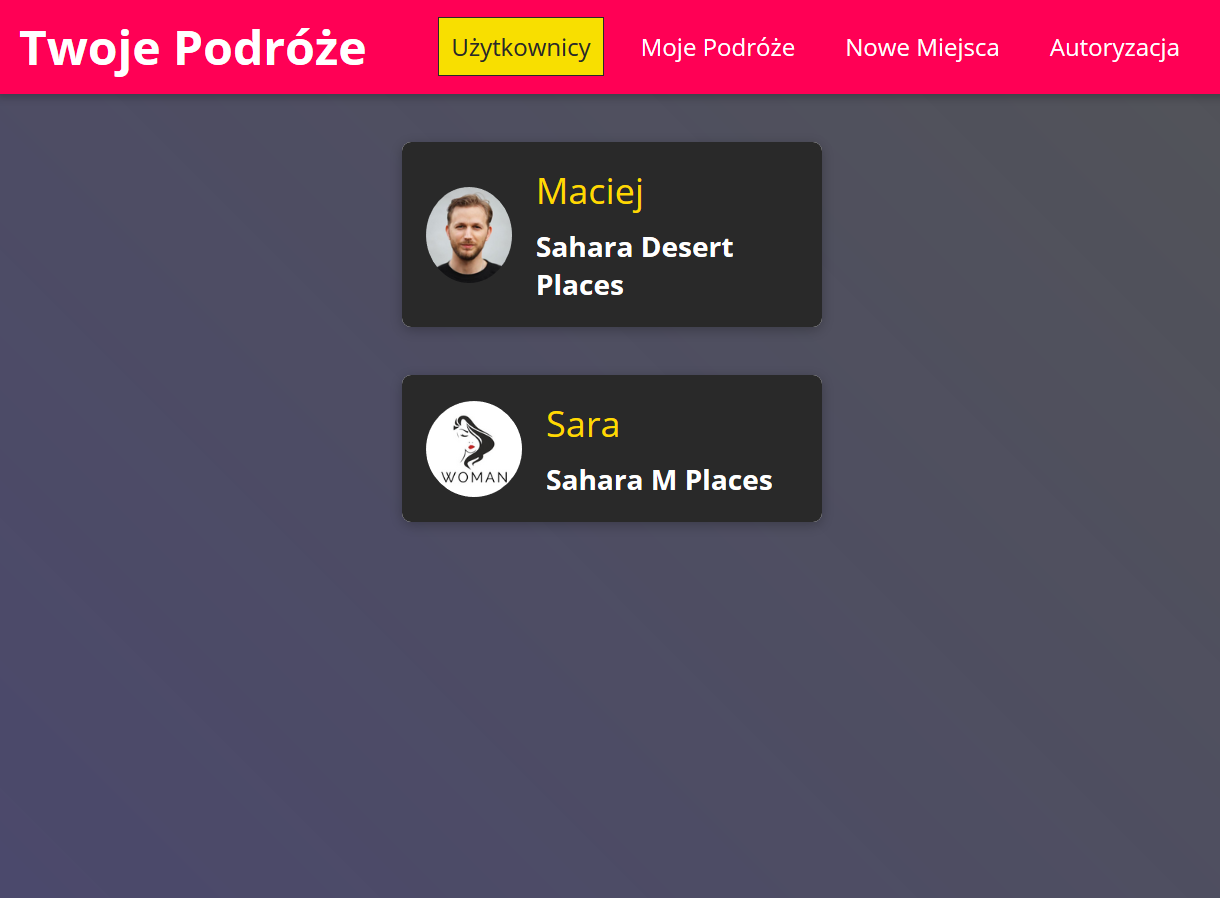 Twoje Podróże
Użytkownicy
Moje Podróże
Nowe Miejsca
Autoryzacja
Maciej
Sahara Desert
Places
Sara
Sahara M Places
WOMAN